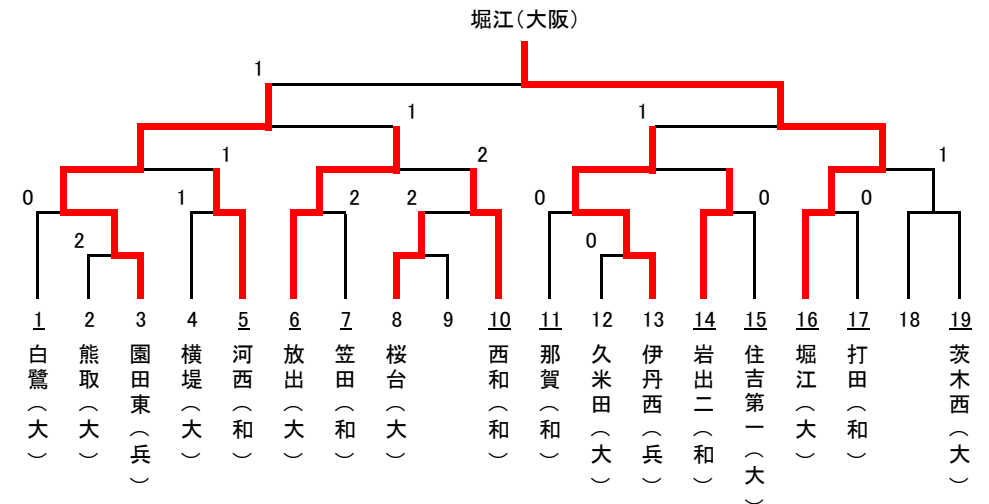 堀江（大阪）
1
1
1
1
2
1
0
1
2
2
0
0
0
2
0
1 2 3 4 5 6 7 8 9 10 11 12 13 14 15 16 17 18 19
白鷺（大）
熊取（大）
園田東（兵）
横堤（大）
河西（和）
放出（大）
笠田（和）
桜台（大）
西和（和）
那賀（和）
久米田（大）
伊丹西（兵）
岩出二（和）
住吉第一（大）
堀江（大）
打田（和）
茨木西（大）